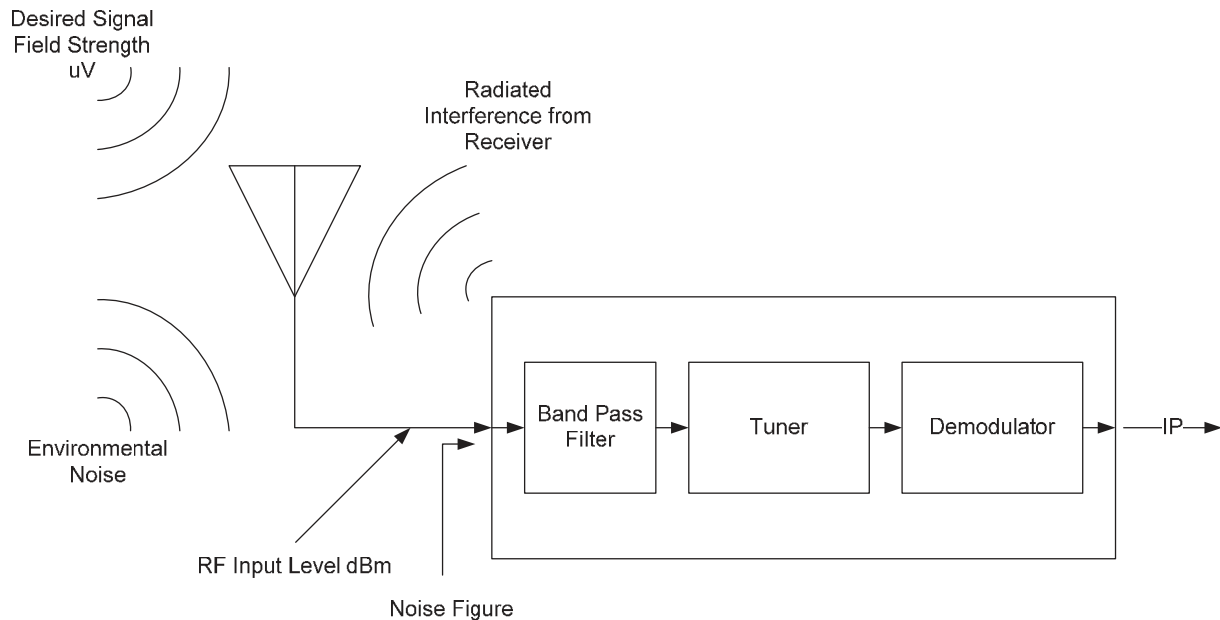 Desired Signal
Field Strength
uV
Radiated
Interference from
Receiver
Environmental
Noise
Band Pass
Filter
Tuner
Demodulator
IP
RF Input Level dBm
Noise Figure